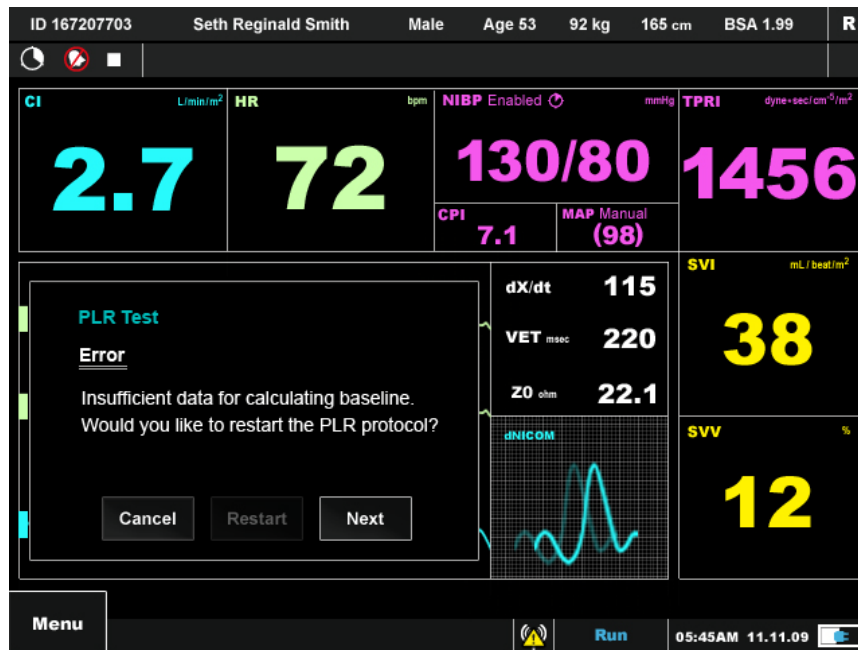 ID 167207703 Seth Reginald Smith Male Age 53 92 kg 165 cm BSA 1.99 R
CI L/min/m²
2.7
HR bpm
72
NIBP Enabled mmHg
130/80
CPI
7.1
MAP Manual
(98)
TPRI dyne•sec/cm⁻⁵/m²
1456
PLR Test
Error
Insufficient data for calculating baseline.
Would you like to restart the PLR protocol?
Cancel Restart Next
dX/dt 115
VET msec 220
Z0 ohm 22.1
dNICOM
SVI mL/beat/m²
38
SVV %
12
Menu
Run 05:45AM 11.11.09